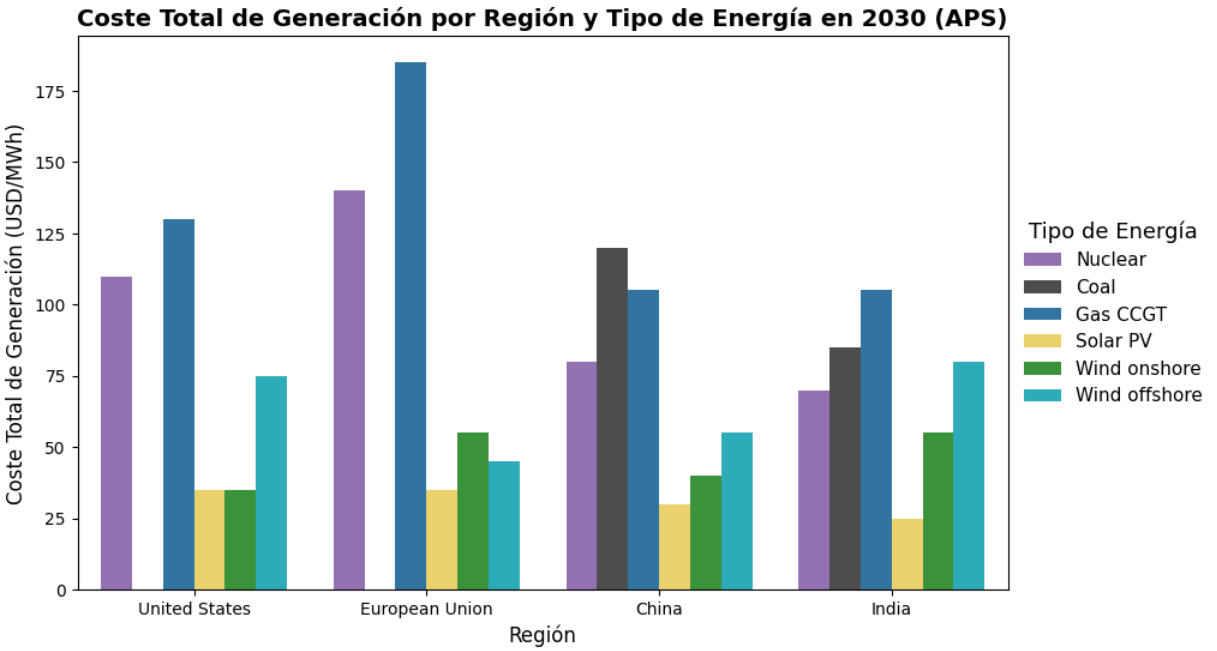 Coste Total de Generación por Región y Tipo de Energía en 2030 (APS)
Coste Total de Generación (USD/MWh)
175
150
125
100
75
50
25
0
United States
European Union
China
India
Región
Tipo de Energía
Nuclear
Coal
Gas CCGT
Solar PV
Wind onshore
Wind offshore